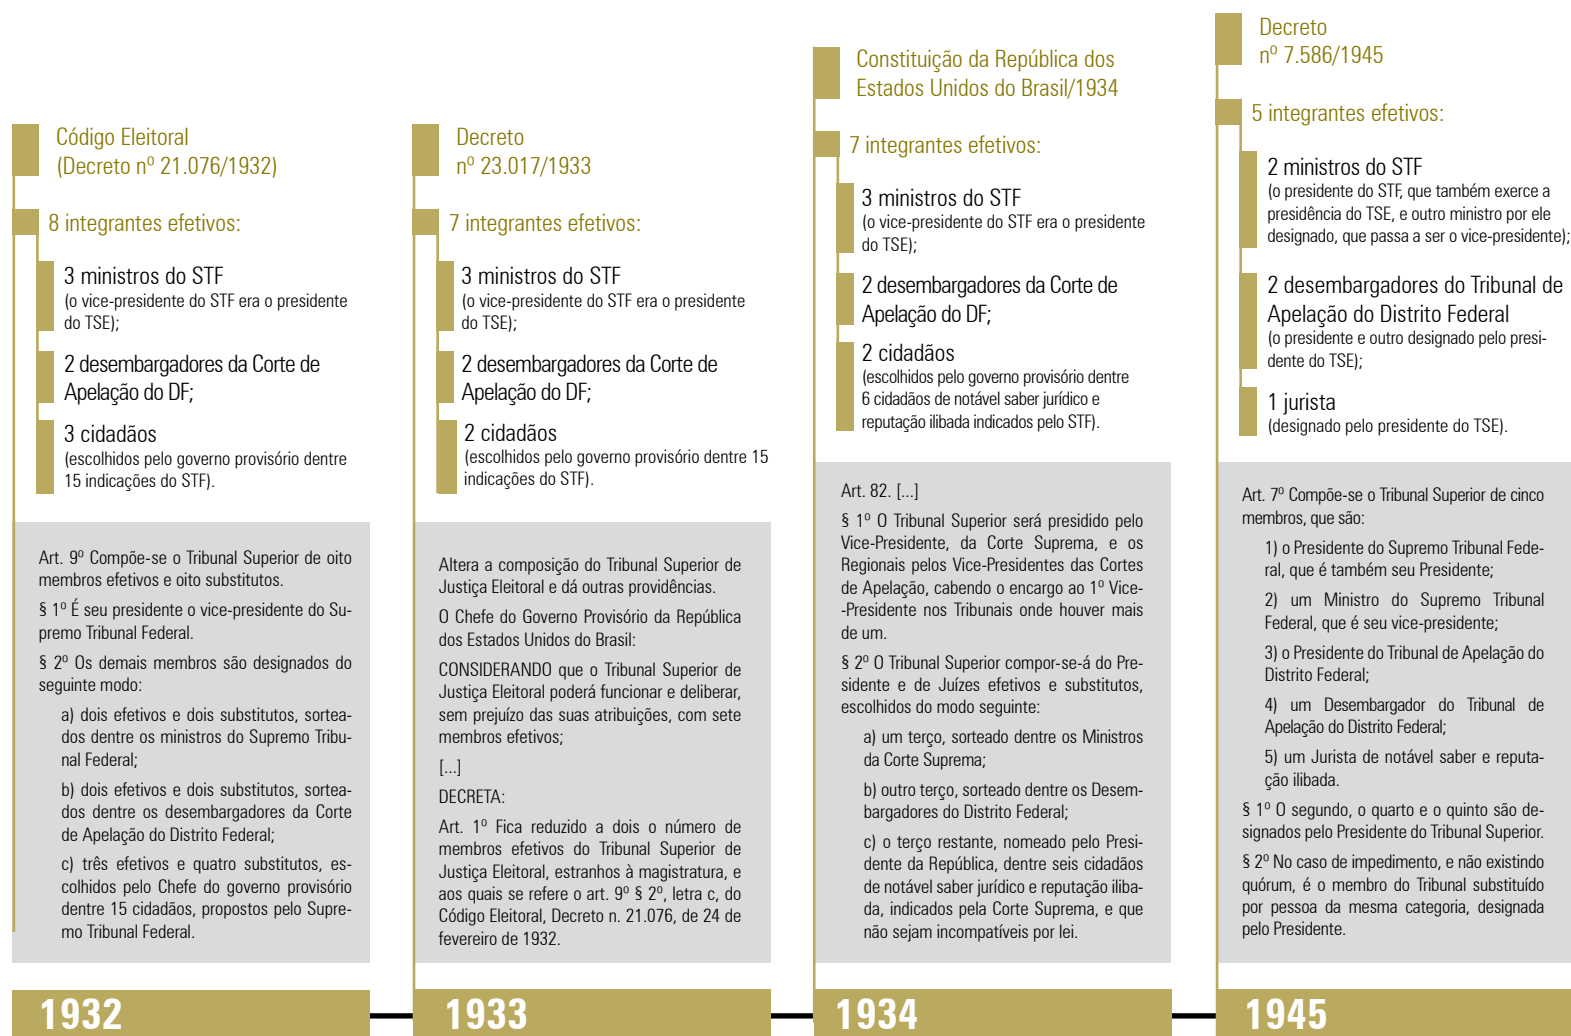 Código Eleitoral
(Decreto nº 21.076/1932)
8 integrantes efetivos:
3 ministros do STF
(o vice-presidente do STF era o presidente
do TSE);
2 desembargadores da Corte de
Apelação do DF;
3 cidadãos
(escolhidos pelo governo provisório dentre
15 indicações do STF).
Art. 9º Compõe-se o Tribunal Superior de oito
membros efetivos e oito substitutos.
§ 1º É seu presidente o vice-presidente do Su-
premo Tribunal Federal.
§ 2º Os demais membros são designados do
seguinte modo:
a) dois efetivos e dois substitutos, sortea-
dos dentre os ministros do Supremo Tribu-
nal Federal;
b) dois efetivos e dois substitutos, sortea-
dos dentre os desembargadores da Corte
de Apelação do Distrito Federal;
c) três efetivos e quatro substitutos, es-
colhidos pelo Chefe do governo provisório
dentre 15 cidadãos, propostos pelo Supre-
mo Tribunal Federal.
1932
Decreto
nº 23.017/1933
7 integrantes efetivos:
3 ministros do STF
(o vice-presidente do STF era o presidente
do TSE);
2 desembargadores da Corte de
Apelação do DF;
2 cidadãos
(escolhidos pelo governo provisório dentre 15
indicações do STF).
Altera a composição do Tribunal Superior de
Justiça Eleitoral e dá outras providências.
O Chefe do Governo Provisório da República
dos Estados Unidos do Brasil:
CONSIDERANDO que o Tribunal Superior de
Justiça Eleitoral poderá funcionar e deliberar,
sem prejuízo das suas atribuições, com sete
membros efetivos;
[...]
DECRETA:
Art. 1º Fica reduzido a dois o número de
membros efetivos do Tribunal Superior de
Justiça Eleitoral, estranhos à magistratura, e
aos quais se refere o art. 9º § 2º, letra c, do
Código Eleitoral, Decreto n. 21.076, de 24 de
fevereiro de 1932.
1933
Constituição da República dos
Estados Unidos do Brasil/1934
7 integrantes efetivos:
3 ministros do STF
(o vice-presidente do STF era o presidente
do TSE);
2 desembargadores da Corte de
Apelação do DF;
2 cidadãos
(escolhidos pelo governo provisório dentre
6 cidadãos de notável saber jurídico e
reputação ilibada indicados pelo STF).
Art. 82. [...]
§ 1º O Tribunal Superior será presidido pelo
Vice-Presidente, da Corte Suprema, e os
Regionais pelos Vice-Presidentes das Cortes
de Apelação, cabendo o encargo ao 1º Vice-
-Presidente nos Tribunais onde houver mais
de um.
§ 2º O Tribunal Superior compor-se-á do Pre-
sidente e de Juízes efetivos e substitutos,
escolhidos do modo seguinte:
a) um terço, sorteado dentre os Ministros
da Corte Suprema;
b) outro terço, sorteado dentre os Desem-
bargadores do Distrito Federal;
c) o terço restante, nomeado pelo Presi-
dente da República, dentre seis cidadãos
de notável saber jurídico e reputação iliba-
da, indicados pela Corte Suprema, e que
não sejam incompatíveis por lei.
1934
Decreto
nº 7.586/1945
5 integrantes efetivos:
2 ministros do STF
(o presidente do STF, que também exerce a
presidência do TSE, e outro ministro por ele
designado, que passa a ser o vice-presidente);
2 desembargadores do Tribunal de
Apelação do Distrito Federal
(o presidente e outro designado pelo presi-
dente do TSE);
1 jurista
(designado pelo presidente do TSE).
Art. 7º Compõe-se o Tribunal Superior de cinco
membros, que são:
1) o Presidente do Supremo Tribunal Fede-
ral, que é também seu Presidente;
2) um Ministro do Supremo Tribunal
Federal, que é seu vice-presidente;
3) o Presidente do Tribunal de Apelação do
Distrito Federal;
4) um Desembargador do Tribunal de
Apelação do Distrito Federal;
5) um Jurista de notável saber e reputa-
ção ilibada.
§ 1º O segundo, o quarto e o quinto são de-
signados pelo Presidente do Tribunal Superior.
§ 2º No caso de impedimento, e não existindo
quórum, é o membro do Tribunal substituído
por pessoa da mesma categoria, designada
pelo Presidente.
1945